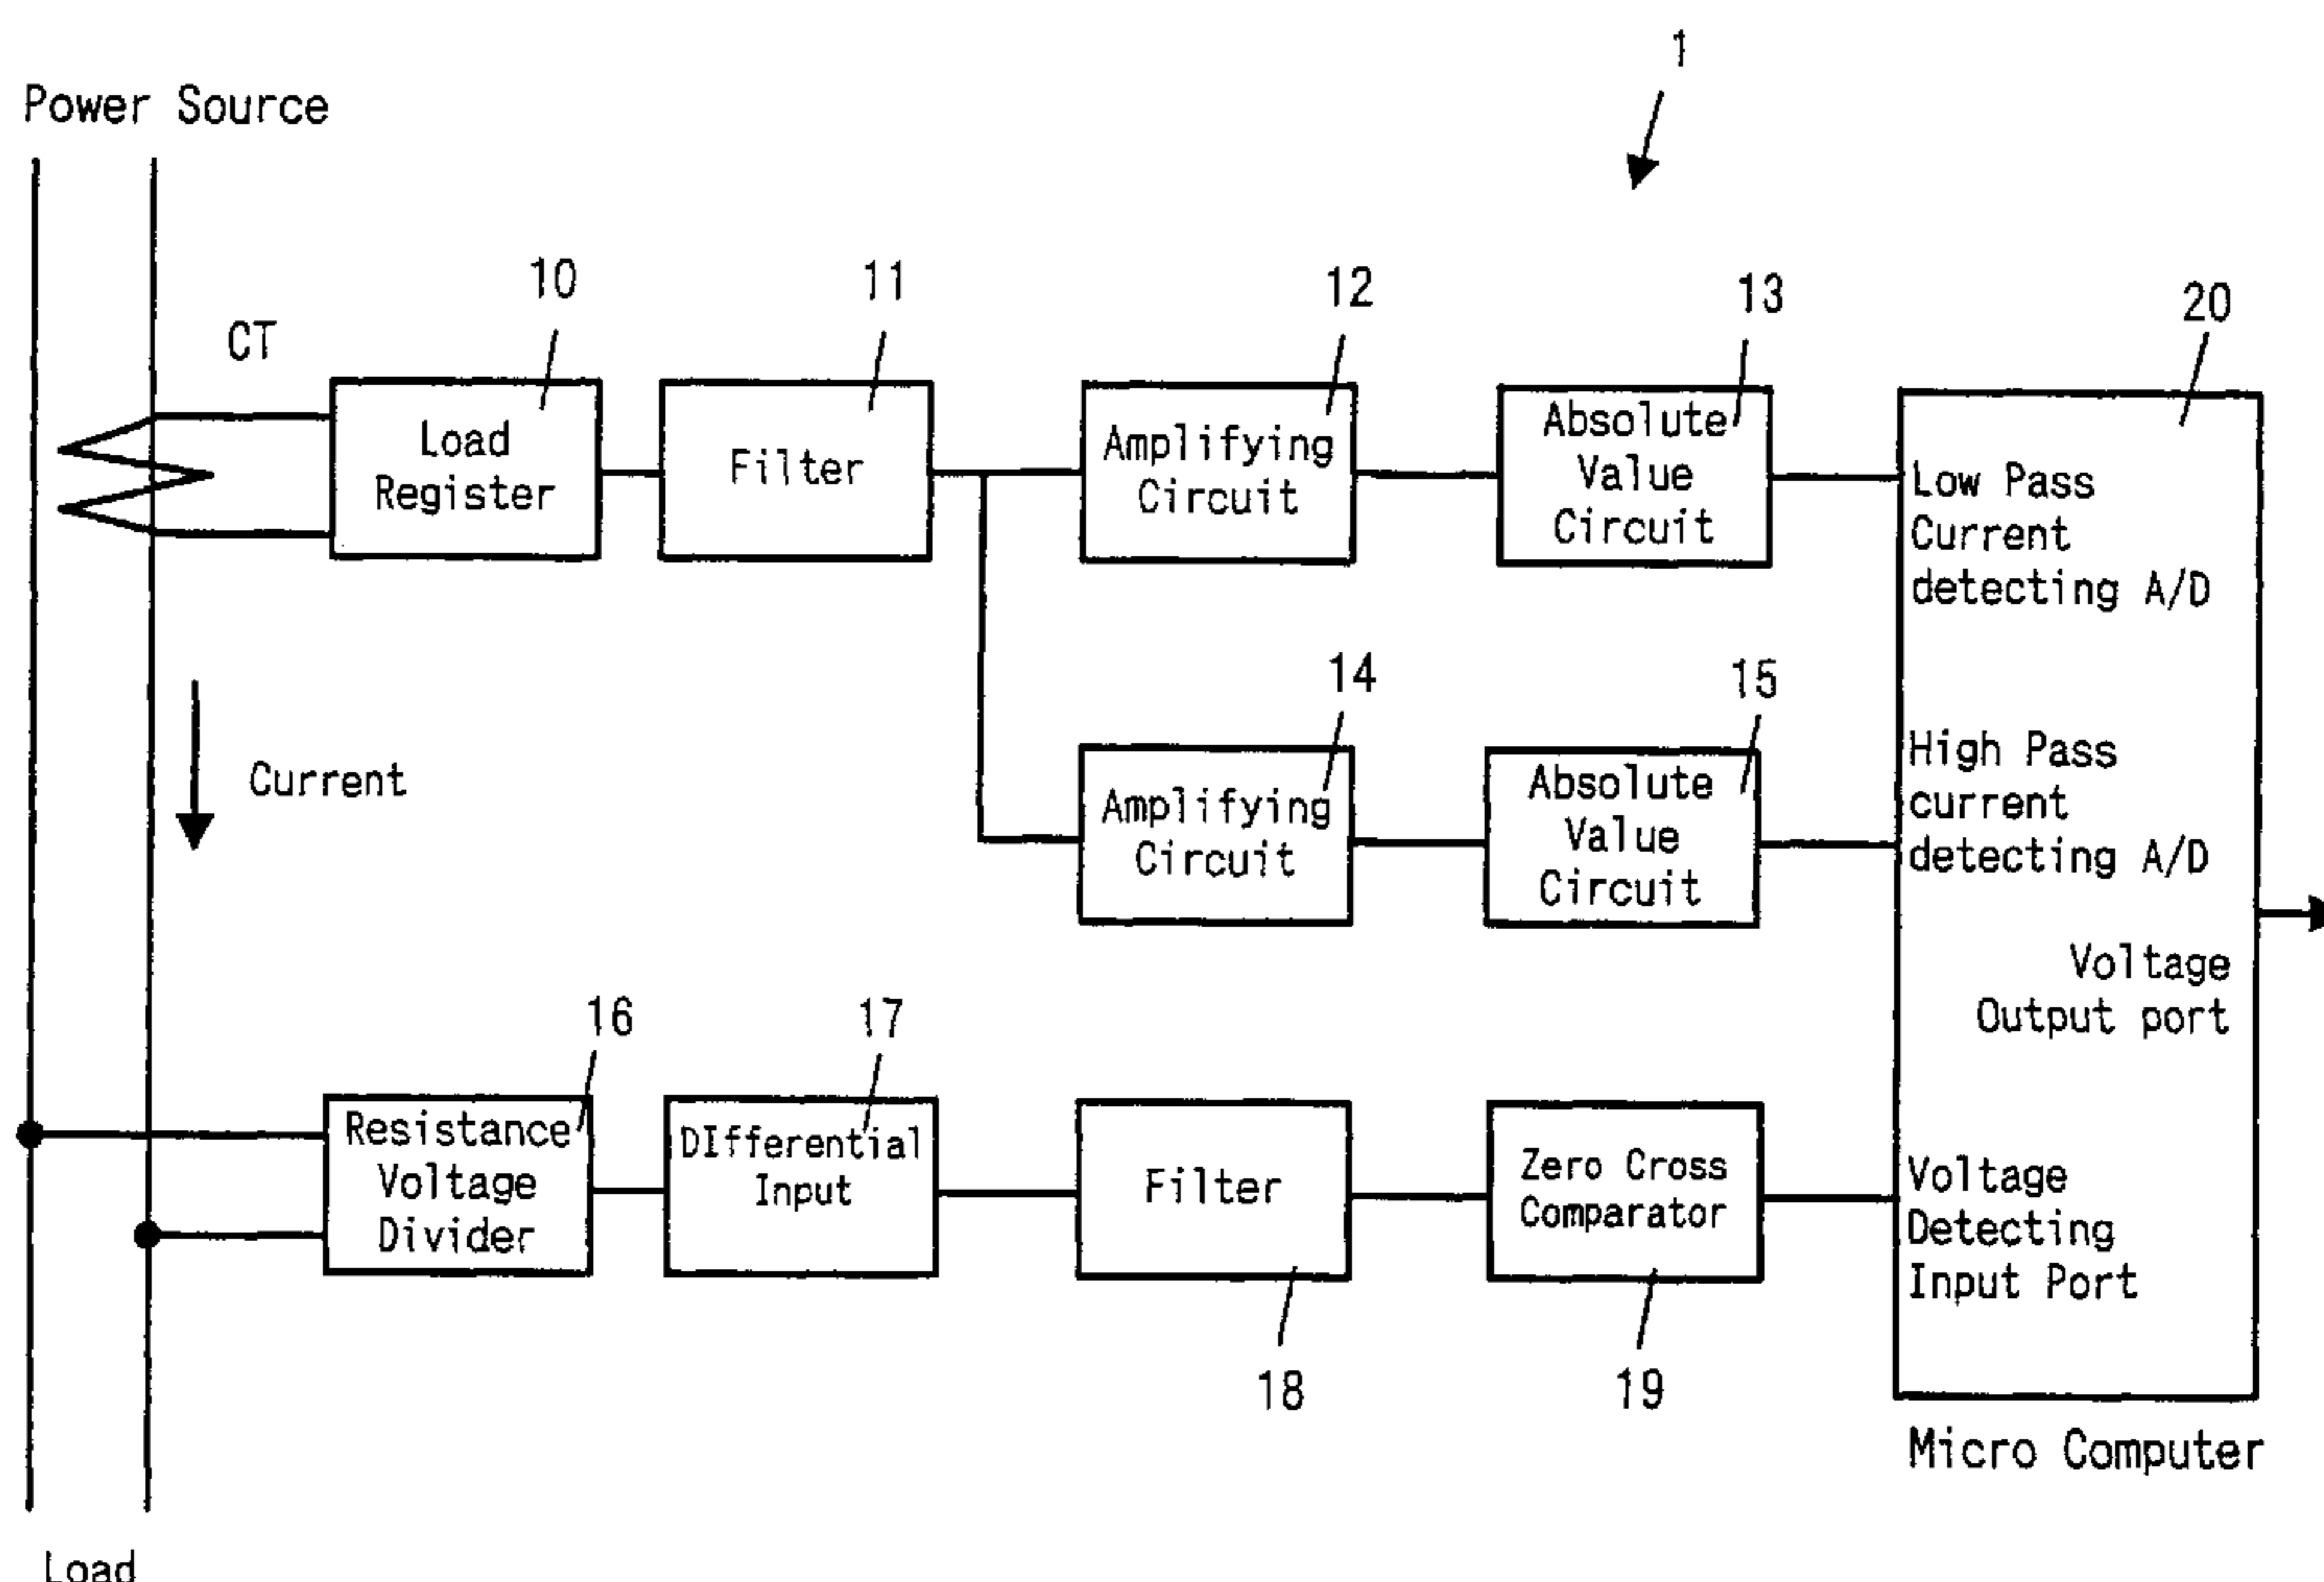 1
Power Source
CT
10
11
12
13
20
Load
Register
Filter
Amplifying
Circuit
Absolute
Value
Circuit
Low Pass
Current
detecting A/D
14
15
Current
Amplifying
Circuit
Absolute
Value
Circuit
High Pass
current
detecting A/D
Voltage
Output port
16
17
Resistance
Voltage
Divider
DIfferential
Input
Filter
Zero Cross
Comparator
Voltage
Detecting
Input Port
18
19
Micro Computer
Load